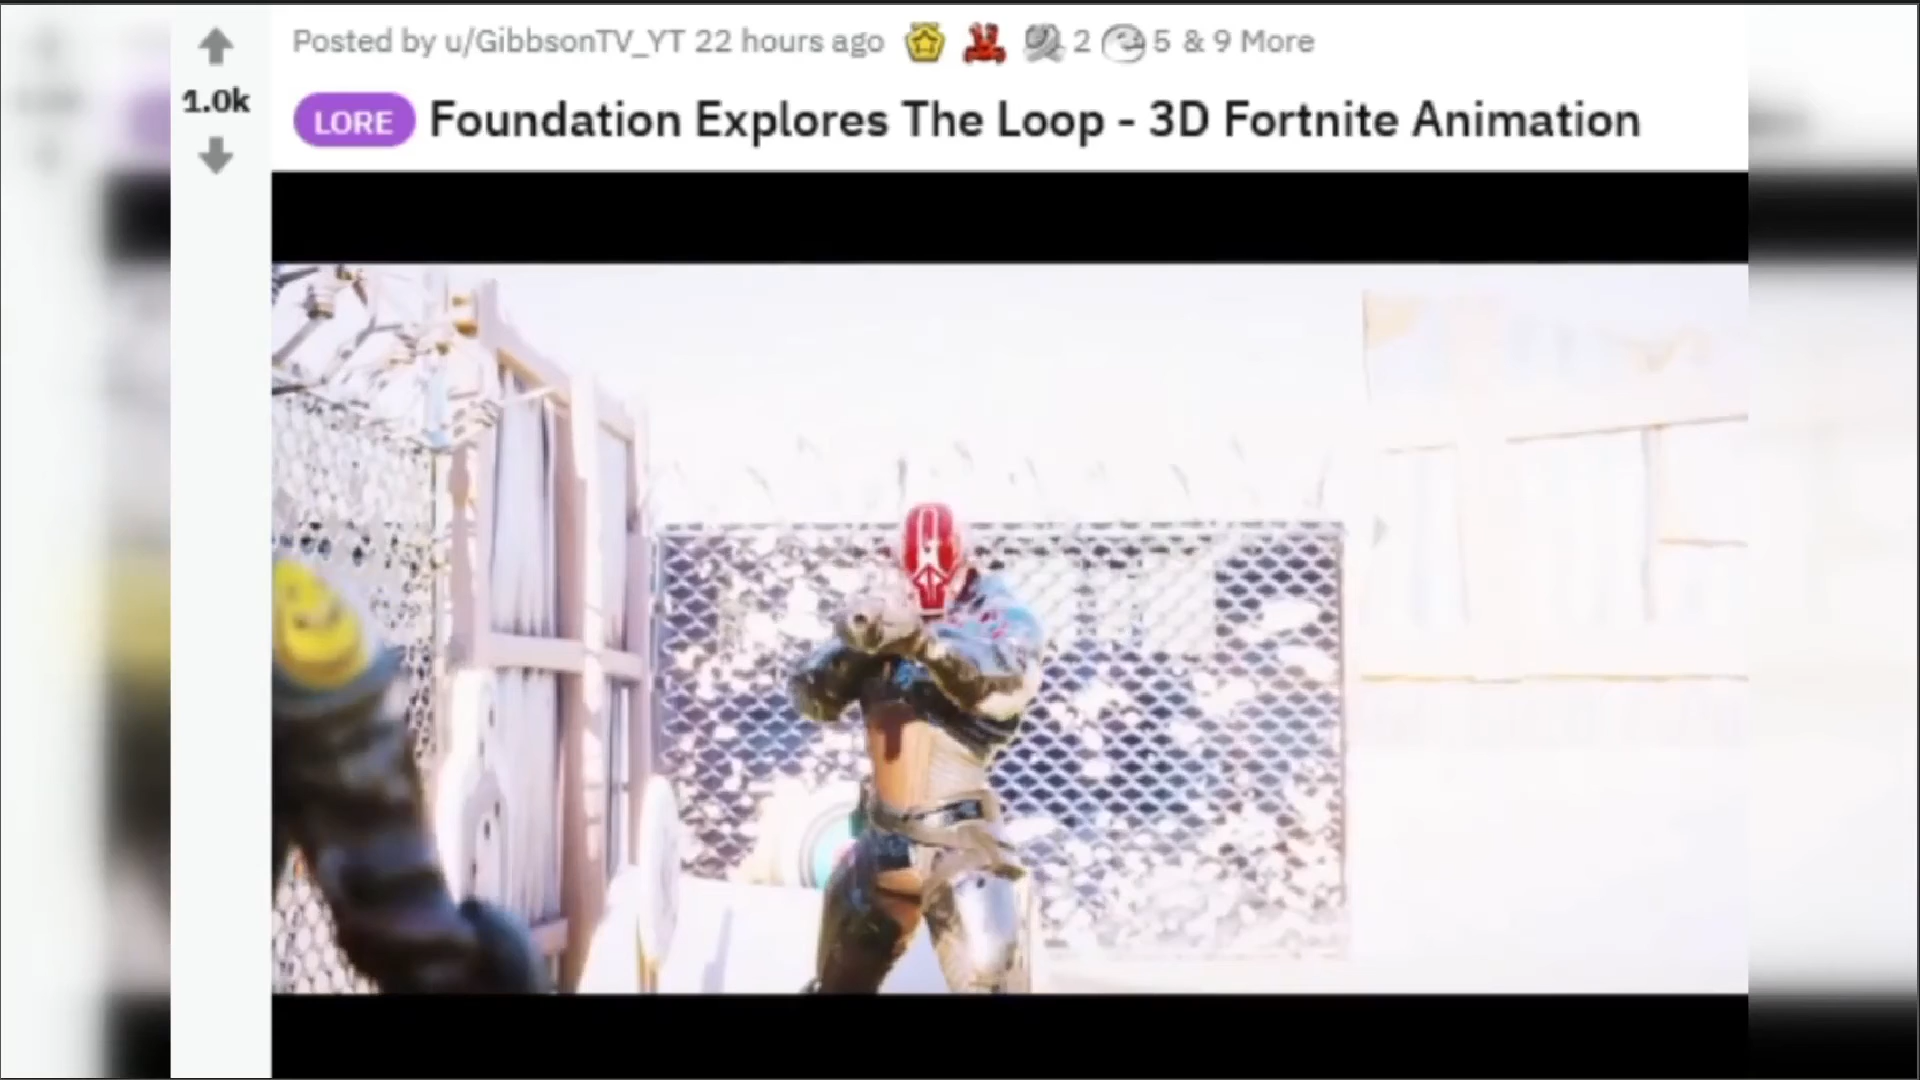 Posted by u/GibbsonTV_YT 22 hours ago 2 5 & 9 More
1.0k
LORE Foundation Explores The Loop - 3D Fortnite Animation